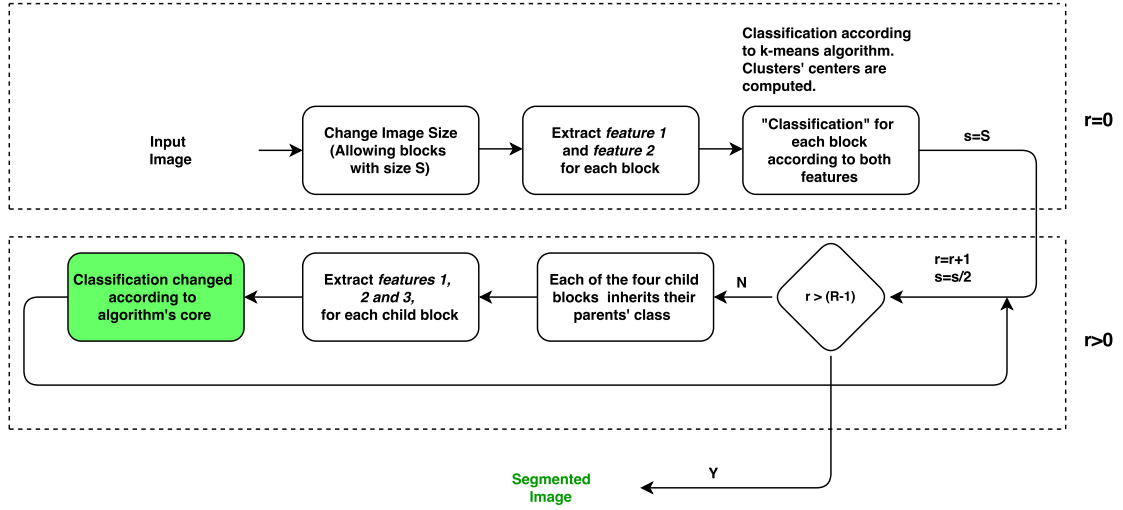 Classification according
to k-means algorithm.
Clusters' centers are
computed.
Input
Image
Change Image Size
(Allowing blocks
with size S)
Extract feature 1
and feature 2
for each block
"Classification" for
each block
according to both
features
s=S
r=0
Classification changed
according to
algorithm's core
Extract features 1,
2 and 3,
for each child block
Each of the four child
blocks inherits their
parents' class
N
r > (R-1)
r=r+1
s=s/2
r>0
Y
Segmented
Image